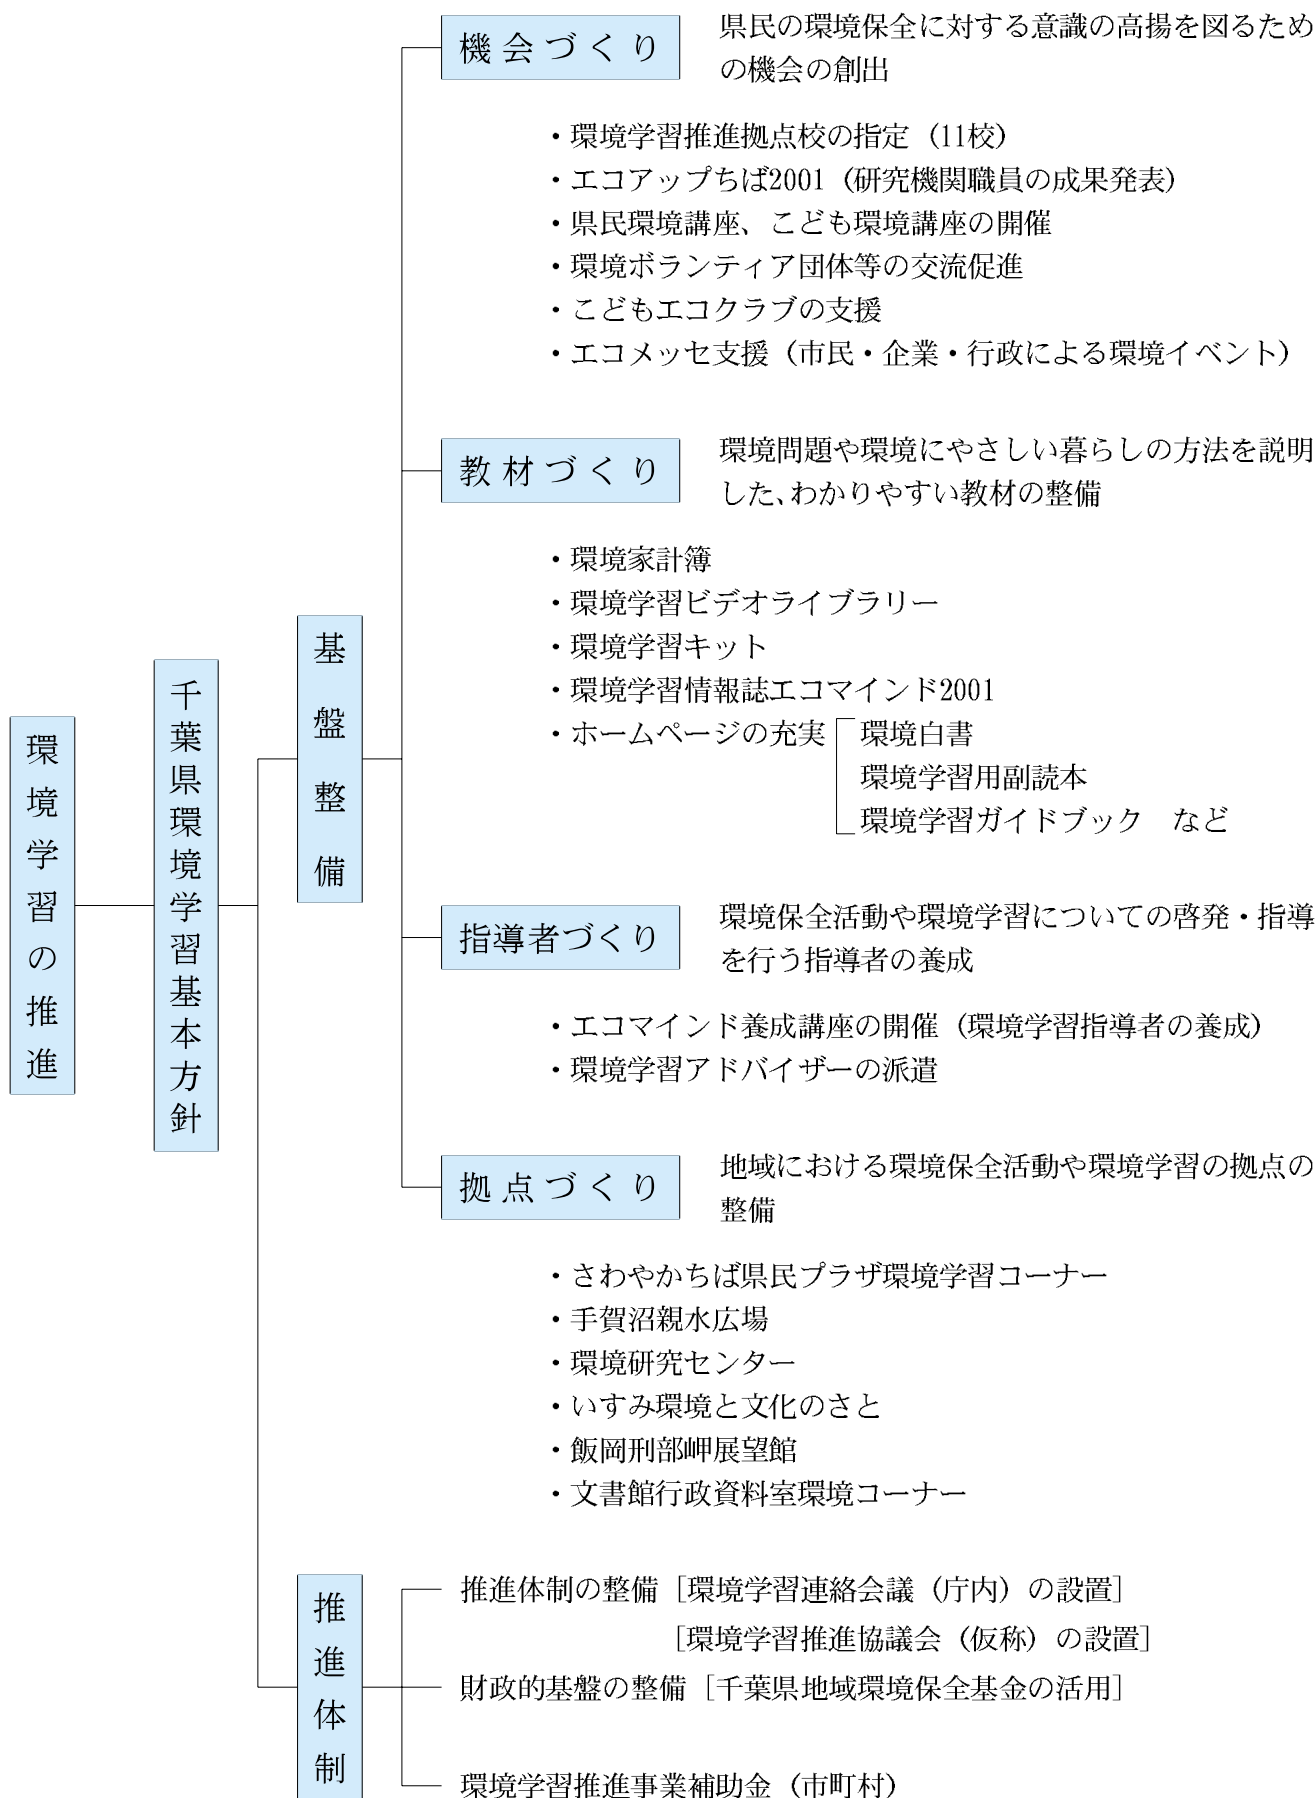 環境学習の推進
千葉県環境学習基本方針
基盤整備
機会づくり
県民の環境保全に対する意識の高揚を図るため
の機会の創出
・環境学習推進拠点校の指定（11校）
・エコアップちば2001（研究機関職員の成果発表）
・県民環境講座、こども環境講座の開催
・環境ボランティア団体等の交流促進
・こどもエコクラブの支援
・エコメッセ支援（市民・企業・行政による環境イベント）
教材づくり
環境問題や環境にやさしい暮らしの方法を説明
した、わかりやすい教材の整備
・環境家計簿
・環境学習ビデオライブラリー
・環境学習キット
・環境学習情報誌エコマインド2001
・ホームページの充実 環境白書
環境学習用副読本
環境学習ガイドブック　など
指導者づくり
環境保全活動や環境学習についての啓発・指導
を行う指導者の養成
・エコマインド養成講座の開催（環境学習指導者の養成）
・環境学習アドバイザーの派遣
拠点づくり
地域における環境保全活動や環境学習の拠点の
整備
・さわやかちば県民プラザ環境学習コーナー
・手賀沼親水広場
・環境研究センター
・いすみ環境と文化のさと
・飯岡刑部岬展望館
・文書館行政資料室環境コーナー
推進体制
推進体制の整備［環境学習連絡会議（庁内）の設置］
［環境学習推進協議会（仮称）の設置］
財政的基盤の整備［千葉県地域環境保全基金の活用］
環境学習推進事業補助金（市町村）